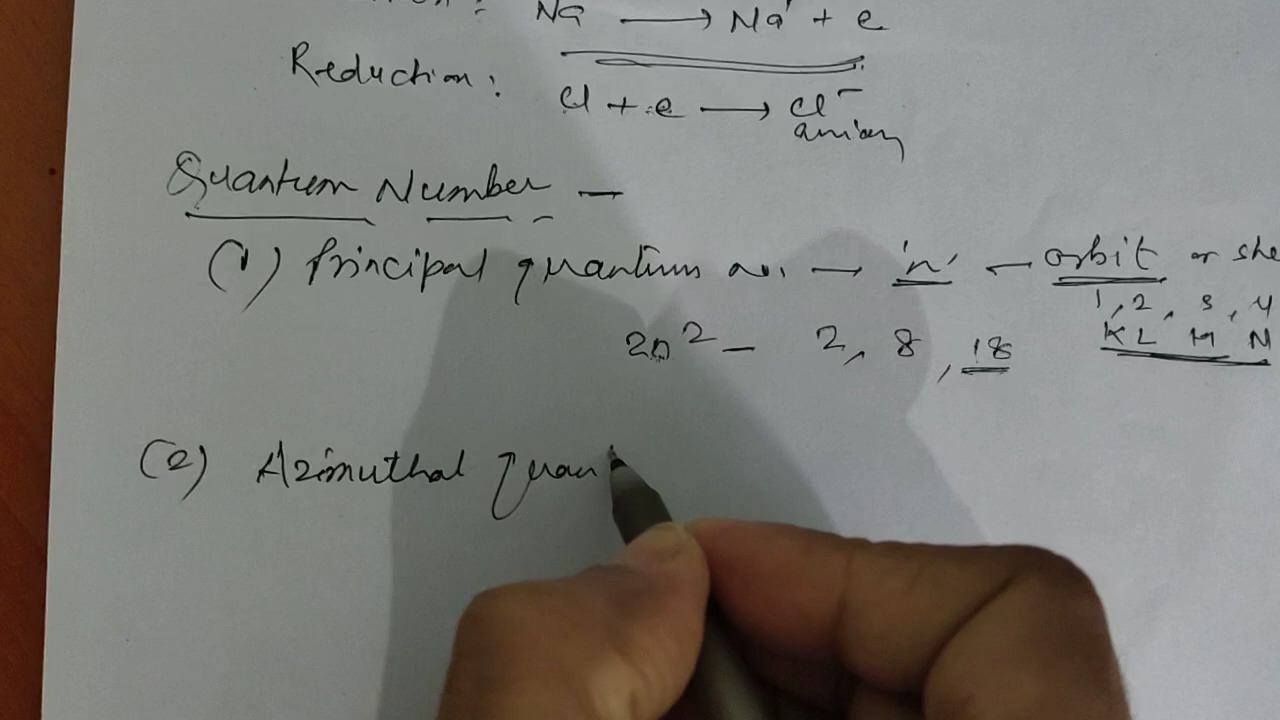 Na ⟶ Na⁺ + e
Reduction:
Cl + e ⟶ Cl⁻
anion
Quantum Number —
(1) Principal quantum no. → 'n' — orbit or she
1, 2, 3, 4
K L M N
2n² — 2, 8, 18
(2) Azimuthal quan